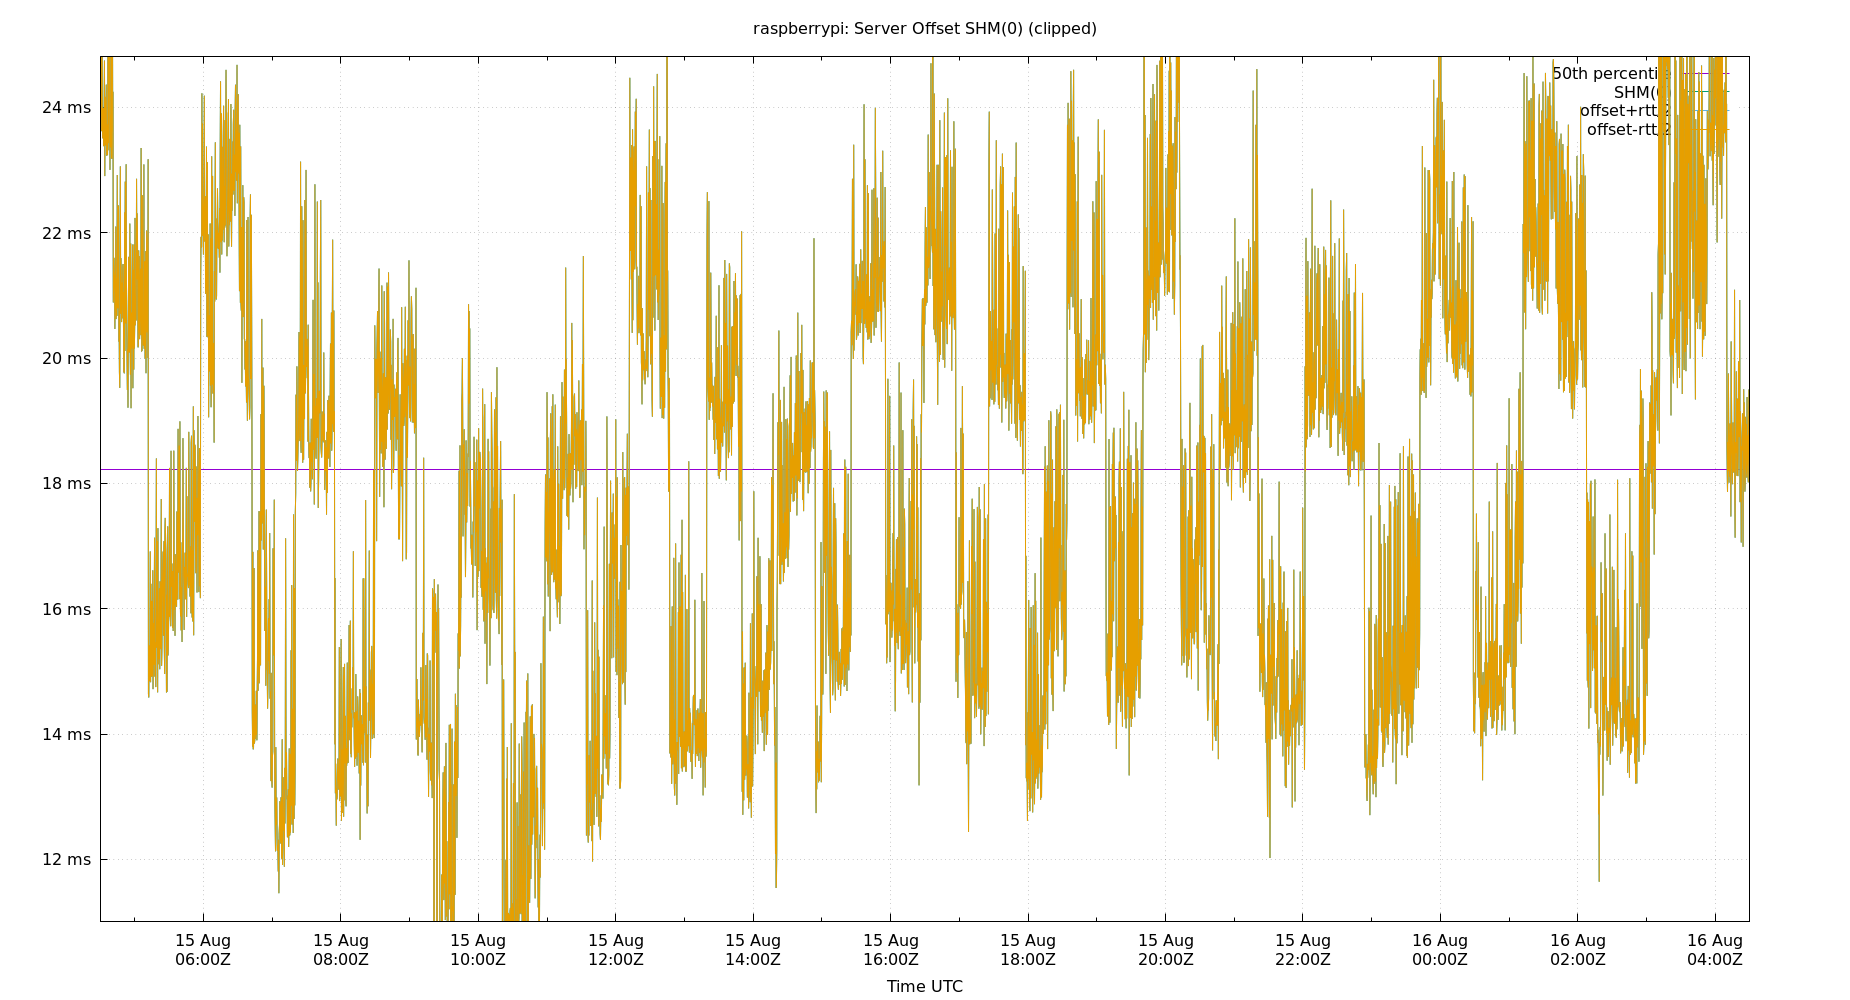 raspberrypi: Server Offset SHM(0) (clipped)
50th percentile
SHM(0)
offset+rtt/2
offset-rtt/2
24 ms
22 ms
20 ms
18 ms
16 ms
14 ms
12 ms
15 Aug 15 Aug 15 Aug 15 Aug 15 Aug 15 Aug 15 Aug 15 Aug 15 Aug 16 Aug 16 Aug 16 Aug
06:00Z 08:00Z 10:00Z 12:00Z 14:00Z 16:00Z 18:00Z 20:00Z 22:00Z 00:00Z 02:00Z 04:00Z
Time UTC